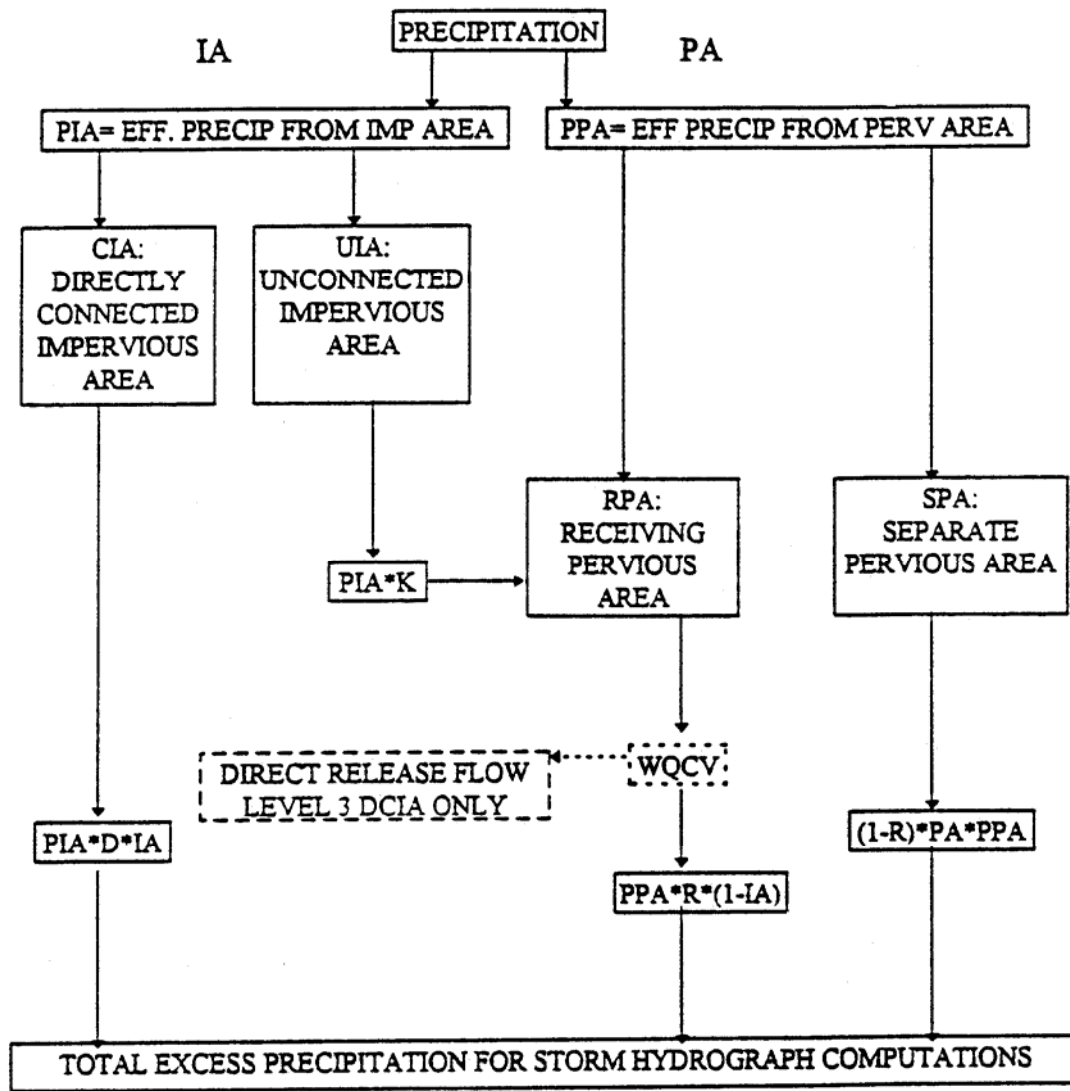 PRECIPITATION
IA
PA
PIA= EFF. PRECIP FROM IMP AREA
PPA= EFF PRECIP FROM PERV AREA
CIA:
DIRECTLY
CONNECTED
IMPERVIOUS
AREA
UIA:
UNCONNECTED
IMPERVIOUS
AREA
RPA:
RECEIVING
PERVIOUS
AREA
SPA:
SEPARATE
PERVIOUS AREA
PIA*K
WQCV
DIRECT RELEASE FLOW
LEVEL 3 DCIA ONLY
PIA*D*IA
(1-R)*PA*PPA
PPA*R*(1-IA)
TOTAL EXCESS PRECIPITATION FOR STORM HYDROGRAPH COMPUTATIONS